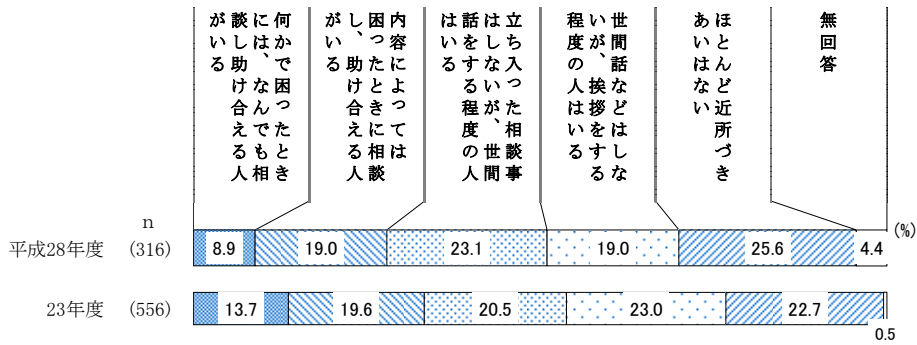 何かで困ったとき
には、なんでも相
談し助け合える人
がいる
内容によっては
困ったときに相談
し、助け合える人
がいる
立ち入った相談事
はしないが、世間
話をする程度の人
はいる
世間話などはしな
いが、挨拶をする
程度の人はいる
ほとんど近所づき
あいはない
無回答
n
(%)
平成28年度 (316) 8.9 19.0 23.1 19.0 25.6 4.4
23年度 (556) 13.7 19.6 20.5 23.0 22.7
0.5